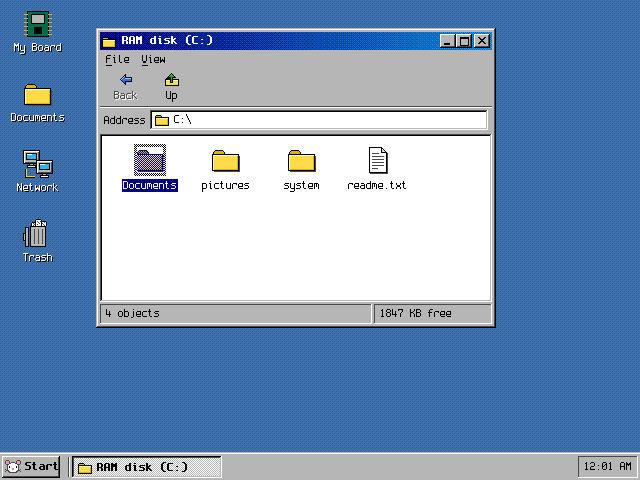 My Board
Documents
Network
Trash
RAM disk (C:)
File View
Back Up
Address C:\
Documents pictures system readme.txt
4 objects 1847 KB free
Start RAM disk (C:) 12:01 AM